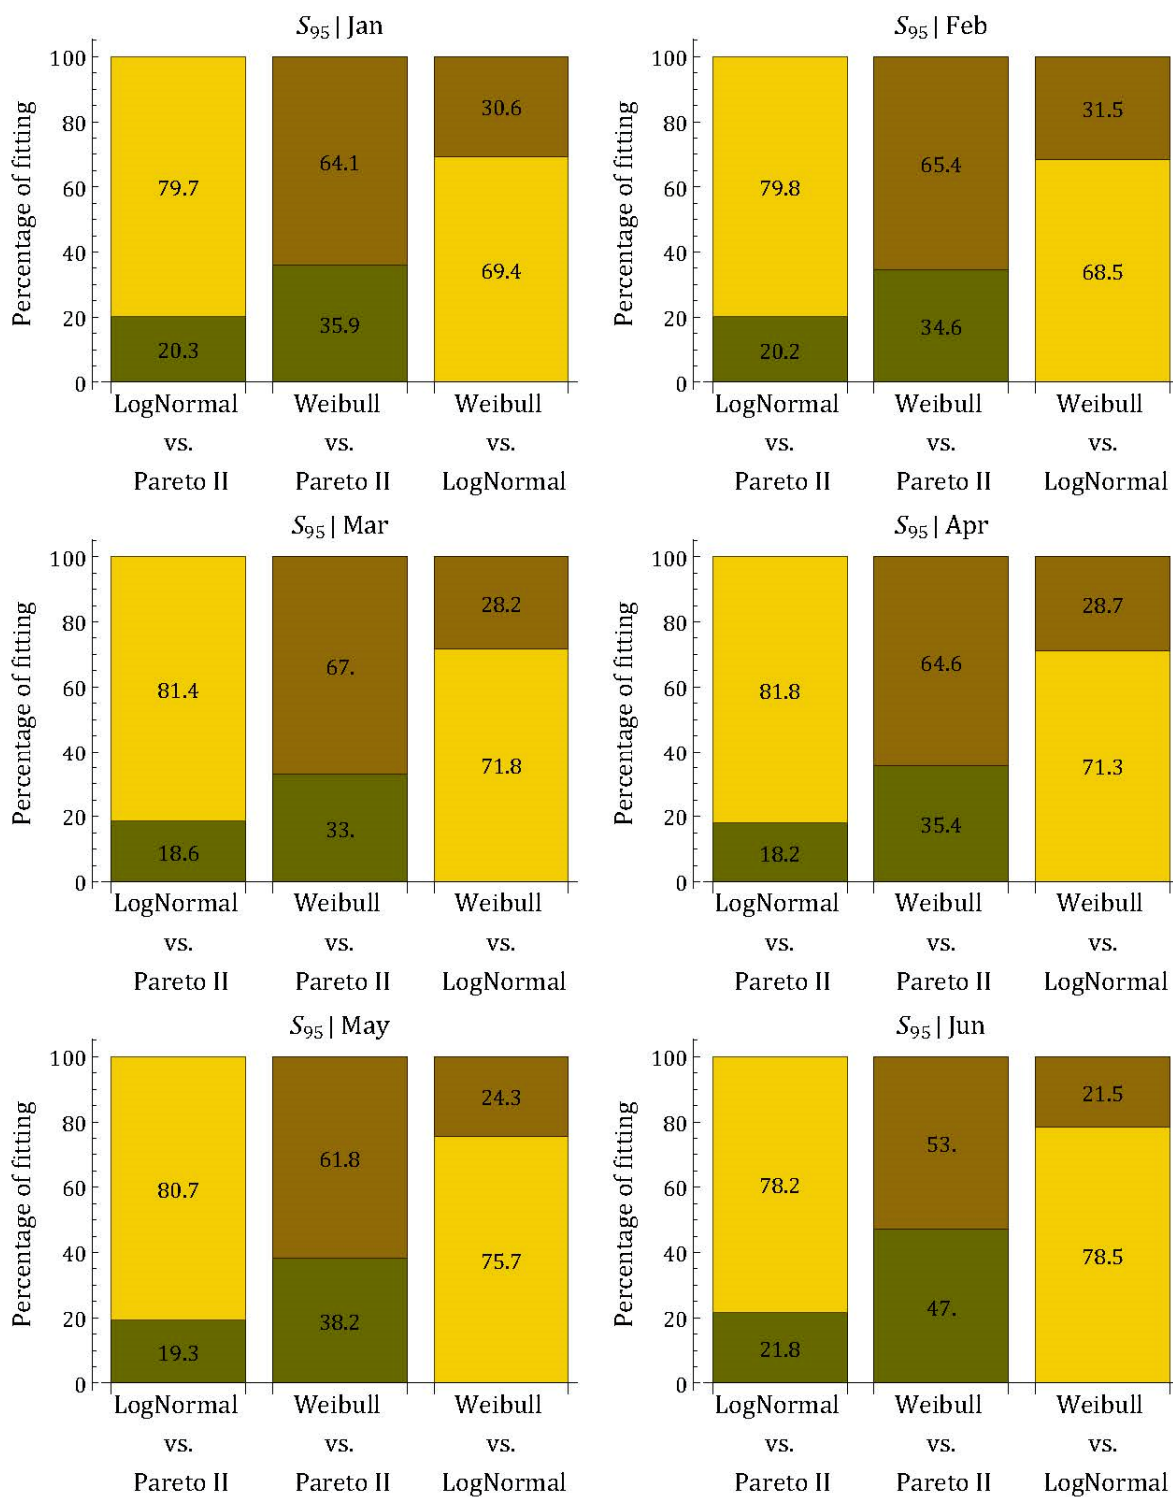 S95 | Jan
Percentage of fitting
100
80
60
40
20
0
79.7
20.3
64.1
35.9
30.6
69.4
LogNormal
vs.
Pareto II
Weibull
vs.
Pareto II
Weibull
vs.
LogNormal
S95 | Feb
Percentage of fitting
100
80
60
40
20
0
79.8
20.2
65.4
34.6
31.5
68.5
LogNormal
vs.
Pareto II
Weibull
vs.
Pareto II
Weibull
vs.
LogNormal
S95 | Mar
Percentage of fitting
100
80
60
40
20
0
81.4
18.6
67.
33.
28.2
71.8
LogNormal
vs.
Pareto II
Weibull
vs.
Pareto II
Weibull
vs.
LogNormal
S95 | Apr
Percentage of fitting
100
80
60
40
20
0
81.8
18.2
64.6
35.4
28.7
71.3
LogNormal
vs.
Pareto II
Weibull
vs.
Pareto II
Weibull
vs.
LogNormal
S95 | May
Percentage of fitting
100
80
60
40
20
0
80.7
19.3
61.8
38.2
24.3
75.7
LogNormal
vs.
Pareto II
Weibull
vs.
Pareto II
Weibull
vs.
LogNormal
S95 | Jun
Percentage of fitting
100
80
60
40
20
0
78.2
21.8
53.
47.
21.5
78.5
LogNormal
vs.
Pareto II
Weibull
vs.
Pareto II
Weibull
vs.
LogNormal